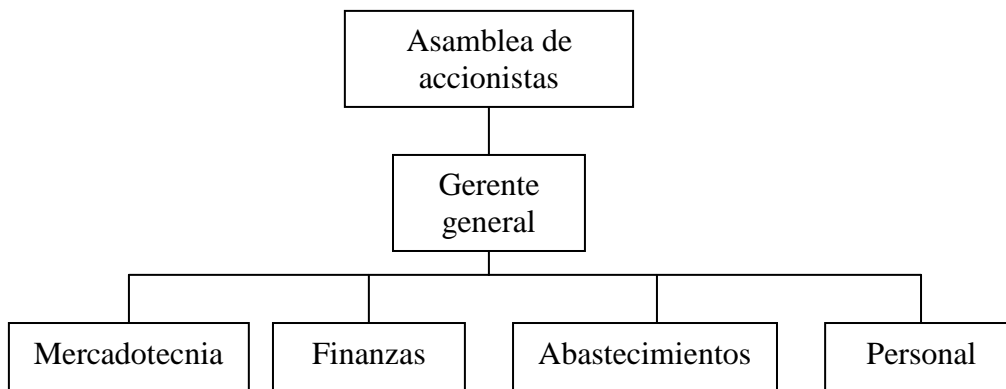 Asamblea de
accionistas
Gerente
general
Mercadotecnia
Finanzas
Abastecimientos
Personal